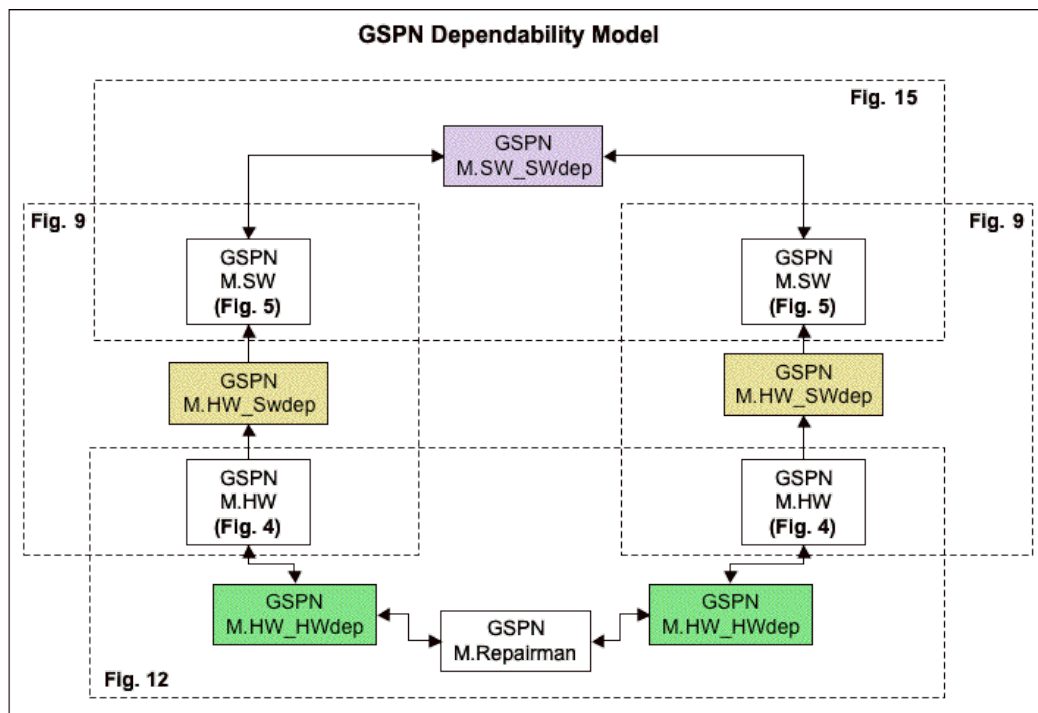 GSPN Dependability Model
Fig. 15
GSPN
M.SW_SWdep
Fig. 9
Fig. 9
GSPN
M.SW
(Fig. 5)
GSPN
M.SW
(Fig. 5)
GSPN
M.HW_Swdep
GSPN
M.HW_SWdep
GSPN
M.HW
(Fig. 4)
GSPN
M.HW
(Fig. 4)
GSPN
M.HW_HWdep
GSPN
M.Repairman
GSPN
M.HW_HWdep
Fig. 12